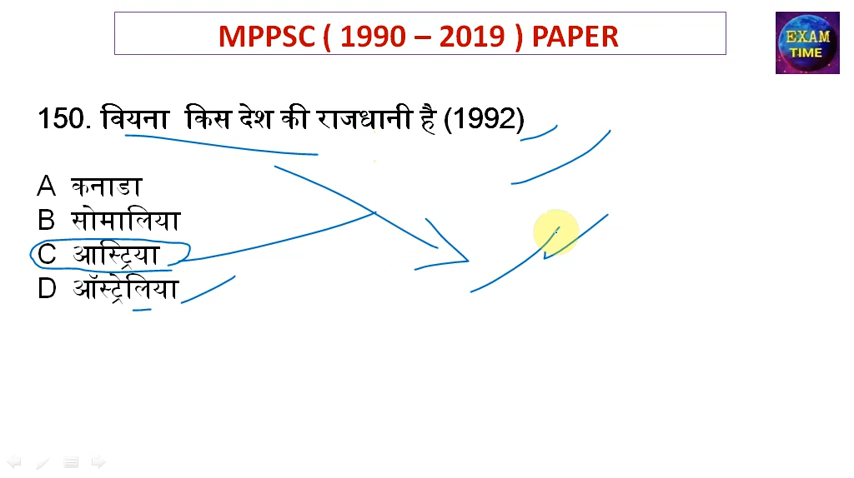 MPPSC ( 1990 – 2019 ) PAPER
EXAM
TIME
150. वियना किस देश की राजधानी है (1992)
A कनाडा
B सोमालिया
C आस्ट्रिया
D ऑस्ट्रेलिया